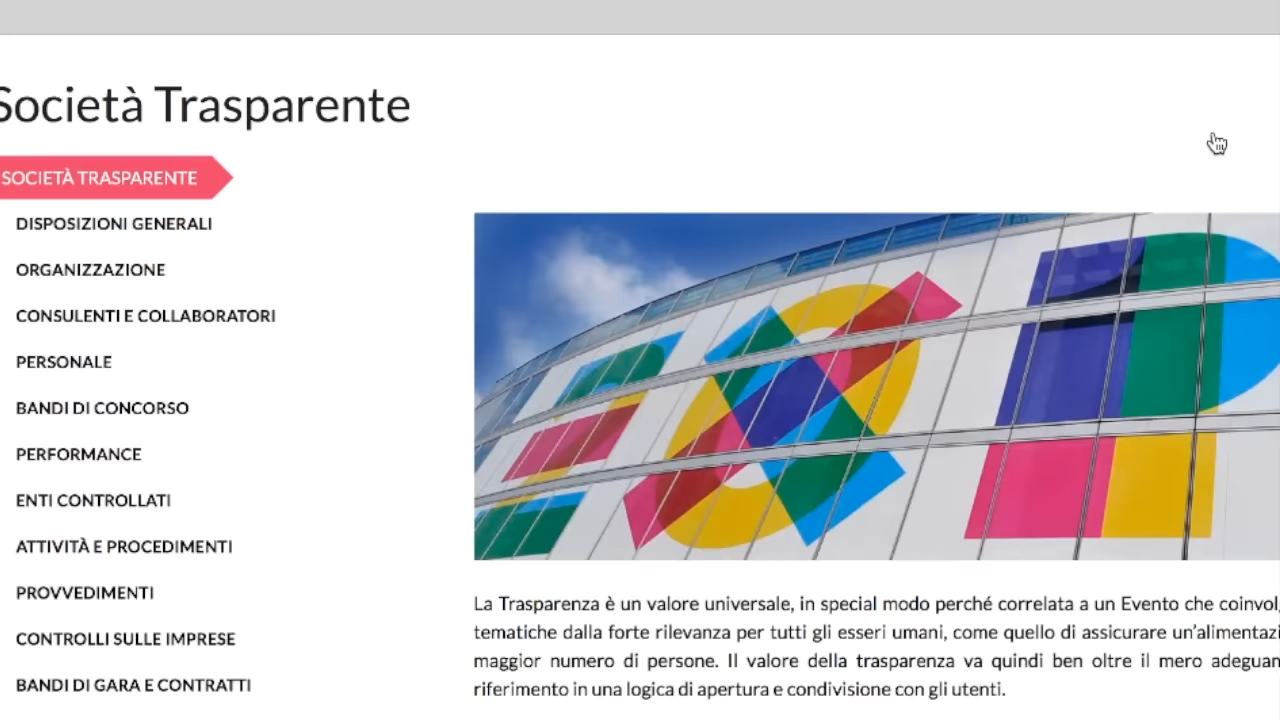 Società Trasparente
SOCIETÀ TRASPARENTE
DISPOSIZIONI GENERALI
ORGANIZZAZIONE
CONSULENTI E COLLABORATORI
PERSONALE
BANDI DI CONCORSO
PERFORMANCE
ENTI CONTROLLATI
ATTIVITÀ E PROCEDIMENTI
PROVVEDIMENTI
CONTROLLI SULLE IMPRESE
BANDI DI GARA E CONTRATTI
La Trasparenza è un valore universale, in special modo perché correlata a un Evento che
tematiche dalla forte rilevanza per tutti gli esseri umani, come quello di assicurare
maggior numero di persone. Il valore della trasparenza va quindi ben oltre il mero
riferimento in una logica di apertura e condivisione con gli utenti.